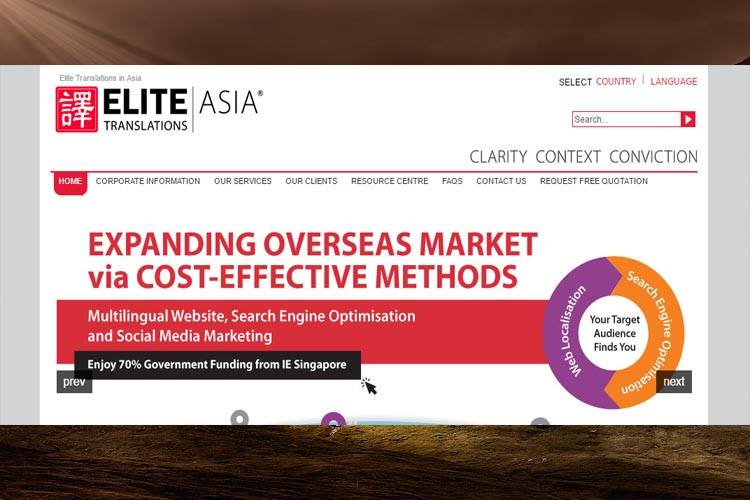 Elite Translations in Asia
SELECT COUNTRY | LANGUAGE
譯 ELITE | ASIA®
TRANSLATIONS
Search...
CLARITY CONTEXT CONVICTION
HOME CORPORATE INFORMATION OUR SERVICES OUR CLIENTS RESOURCE CENTRE FAQS CONTACT US REQUEST FREE QUOTATION
EXPANDING OVERSEAS MARKET
via COST-EFFECTIVE METHODS
Multilingual Website, Search Engine Optimisation
and Social Media Marketing
Enjoy 70% Government Funding from IE Singapore
Web Localisation
Search Engine Optimisation
Your Target
Audience
Finds You
prev
next